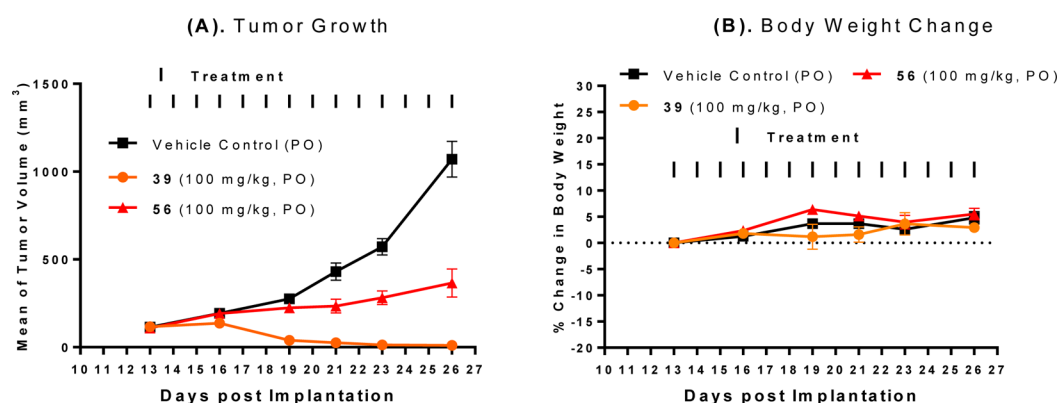 (A). Tumor Growth
Treatment
Mean of Tumor Volume (mm³)
1500
1000
500
0
Vehicle Control (PO)
39 (100 mg/kg, PO)
56 (100 mg/kg, PO)
10 11 12 13 14 15 16 17 18 19 20 21 22 23 24 25 26 27
Days post Implantation
(B). Body Weight Change
Vehicle Control (PO)
56 (100 mg/kg, PO)
39 (100 mg/kg, PO)
Treatment
% Change in Body Weight
30
25
20
15
10
5
0
-5
-10
-15
-20
10 11 12 13 14 15 16 17 18 19 20 21 22 23 24 25 26 27
Days post Implantation